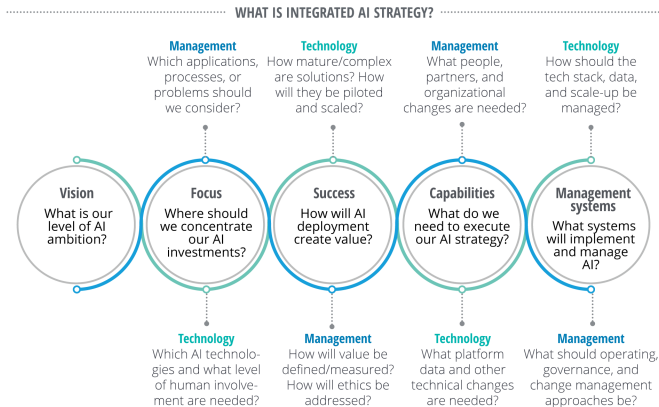 WHAT IS INTEGRATED AI STRATEGY?
Management
Which applications,
processes, or
problems should
we consider?
Technology
How mature/complex
are solutions? How
will they be piloted
and scaled?
Management
What people,
partners, and
organizational
changes are needed?
Technology
How should the
tech stack, data,
and scale-up be
managed?
Vision
What is our
level of AI
ambition?
Focus
Where should
we concentrate
our AI
investments?
Success
How will AI
deployment
create value?
Capabilities
What do we
need to execute
our AI strategy?
Management
systems
What systems
will implement
and manage
AI?
Technology
Which AI technolo-
gies and what level
of human involve-
ment are needed?
Management
How will value be
defined/measured?
How will ethics be
addressed?
Technology
What platform
data and other
technical changes
are needed?
Management
What should operating,
governance, and
change management
approaches be?